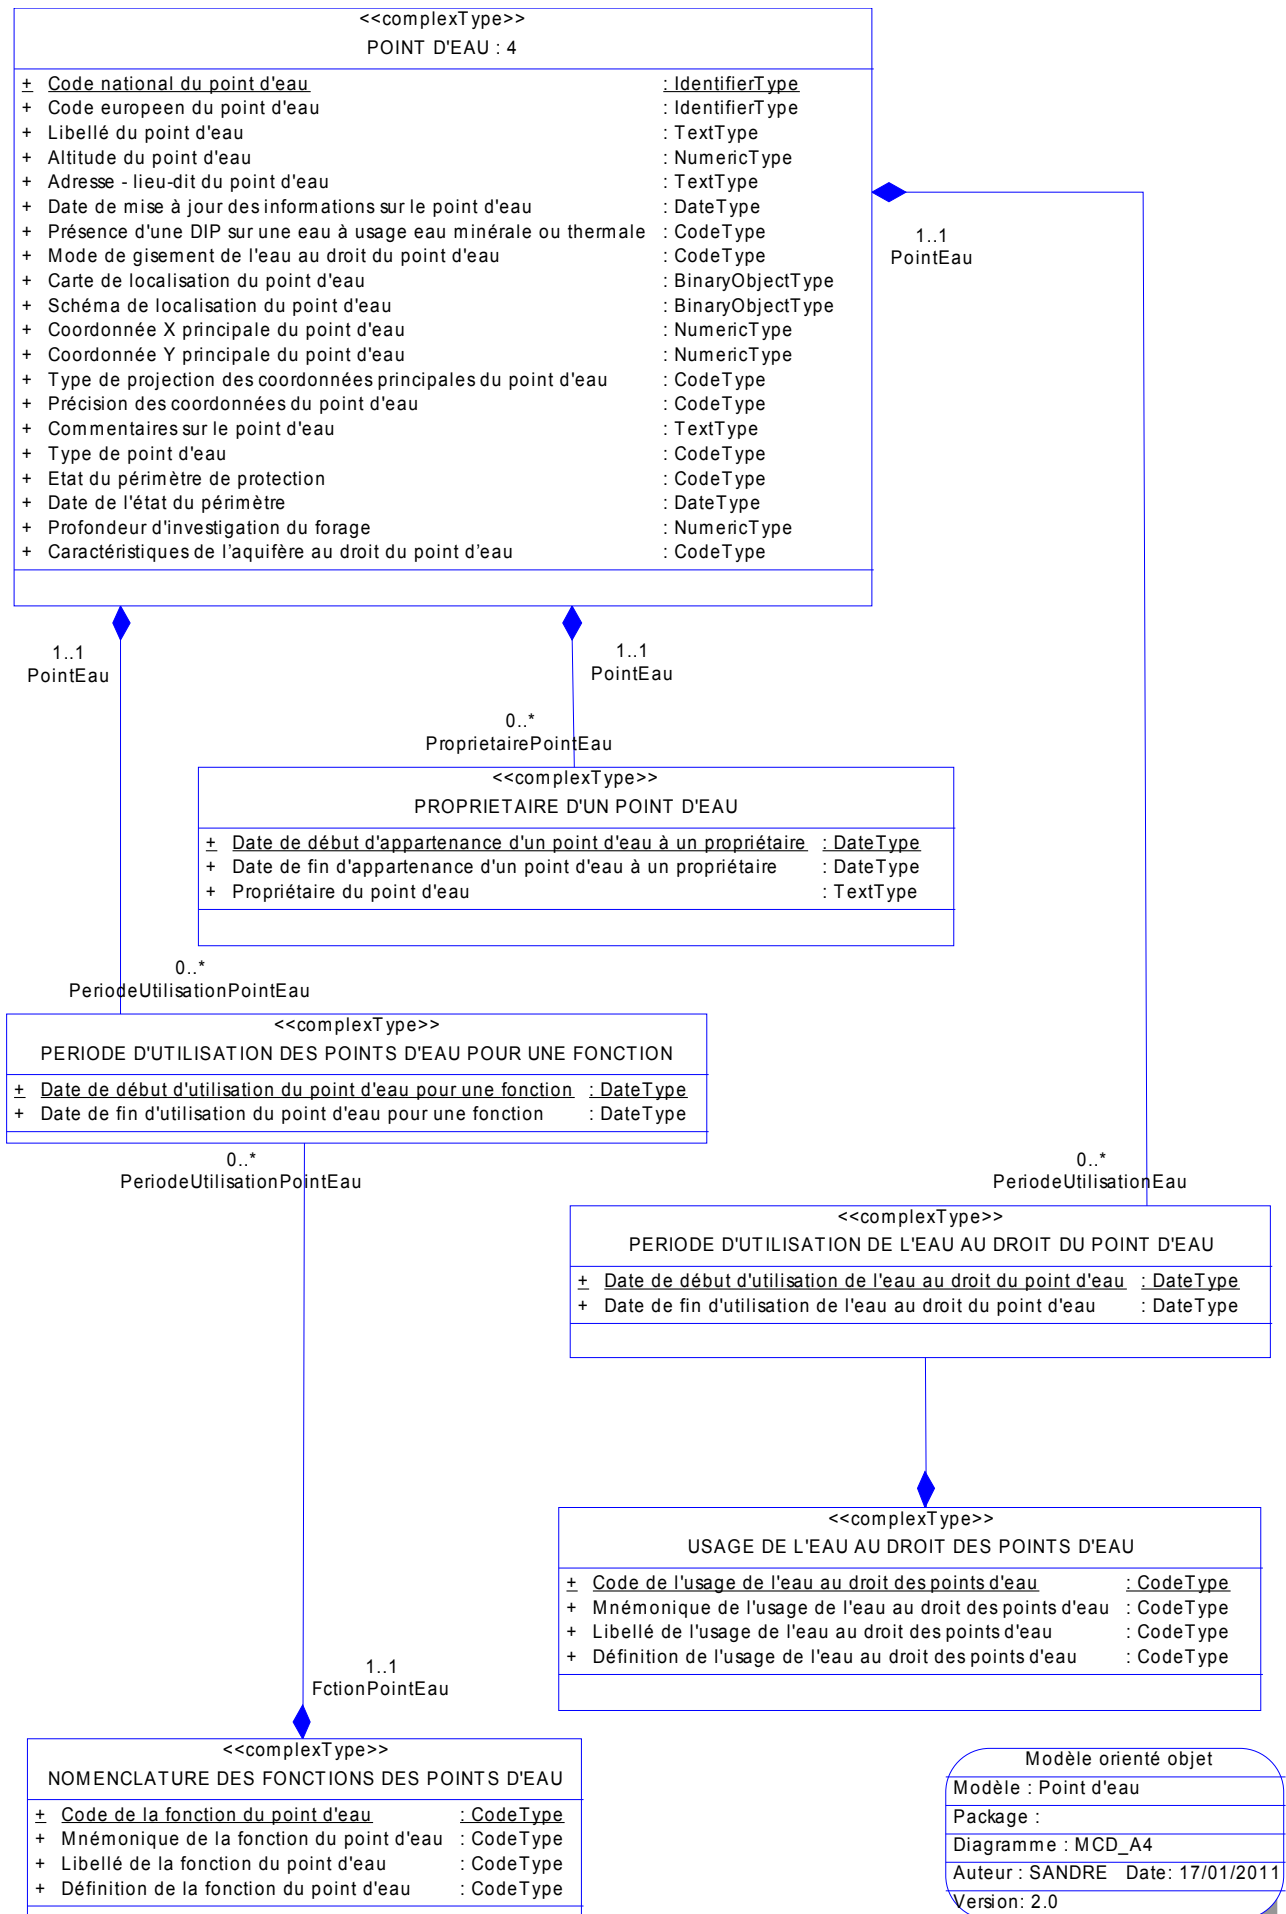 <<complexType>>
POINT D'EAU : 4
+ Code national du point d'eau : IdentifierType
+ Code europeen du point d'eau : IdentifierType
+ Libellé du point d'eau : TextType
+ Altitude du point d'eau : NumericType
+ Adresse - lieu-dit du point d'eau : TextType
+ Date de mise à jour des informations sur le point d'eau : DateType
+ Présence d'une DIP sur une eau à usage eau minérale ou thermale : CodeType
+ Mode de gisement de l'eau au droit du point d'eau : CodeType
+ Carte de localisation du point d'eau : BinaryObjectType
+ Schéma de localisation du point d'eau : BinaryObjectType
+ Coordonnée X principale du point d'eau : NumericType
+ Coordonnée Y principale du point d'eau : NumericType
+ Type de projection des coordonnées principales du point d'eau : CodeType
+ Précision des coordonnées du point d'eau : CodeType
+ Commentaires sur le point d'eau : TextType
+ Type de point d'eau : CodeType
+ Etat du périmètre de protection : CodeType
+ Date de l'état du périmètre : DateType
+ Profondeur d'investigation du forage : NumericType
+ Caractéristiques de l’aquifère au droit du point d’eau : CodeType
1..1
PointEau
1..1
PointEau
1..1
PointEau
0..*
ProprietairePointEau
<<complexType>>
PROPRIETAIRE D'UN POINT D'EAU
+ Date de début d'appartenance d'un point d'eau à un propriétaire : DateType
+ Date de fin d'appartenance d'un point d'eau à un propriétaire : DateType
+ Propriétaire du point d'eau : TextType
0..*
PeriodeUtilisationPointEau
<<complexType>>
PERIODE D'UTILISATION DES POINTS D'EAU POUR UNE FONCTION
+ Date de début d'utilisation du point d'eau pour une fonction : DateType
+ Date de fin d'utilisation du point d'eau pour une fonction : DateType
0..*
PeriodeUtilisationPointEau
0..*
PeriodeUtilisationEau
<<complexType>>
PERIODE D'UTILISATION DE L'EAU AU DROIT DU POINT D'EAU
+ Date de début d'utilisation de l'eau au droit du point d'eau : DateType
+ Date de fin d'utilisation de l'eau au droit du point d'eau : DateType
<<complexType>>
USAGE DE L'EAU AU DROIT DES POINTS D'EAU
+ Code de l'usage de l'eau au droit des points d'eau : CodeType
+ Mnémonique de l'usage de l'eau au droit des points d'eau : CodeType
+ Libellé de l'usage de l'eau au droit des points d'eau : CodeType
+ Définition de l'usage de l'eau au droit des points d'eau : CodeType
1..1
FctionPointEau
<<complexType>>
NOMENCLATURE DES FONCTIONS DES POINTS D'EAU
+ Code de la fonction du point d'eau : CodeType
+ Mnémonique de la fonction du point d'eau : CodeType
+ Libellé de la fonction du point d'eau : CodeType
+ Définition de la fonction du point d'eau : CodeType
Modèle orienté objet
Modèle : Point d'eau
Package :
Diagramme : MCD_A4
Auteur : SANDRE Date: 17/01/2011
Version: 2.0